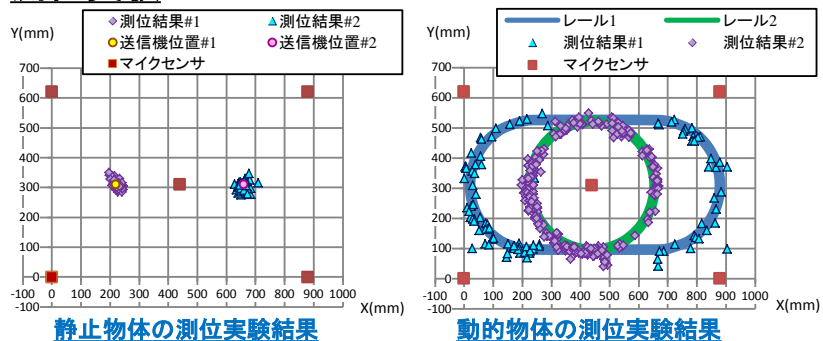 測位結果#1
測位結果#2
送信機位置#1
送信機位置#2
マイクセンサ
Y(mm)
700
600
500
400
300
200
100
0
-100
-100
0
100
200
300
400
500
600
700
800
900
1000
X(mm)
静止物体の測位実験結果
レール1
レール2
測位結果#1
測位結果#2
マイクセンサ
Y(mm)
700
600
500
400
300
200
100
0
-100
-100
0
100
200
300
400
500
600
700
800
900
1000
X(mm)
動的物体の測位実験結果